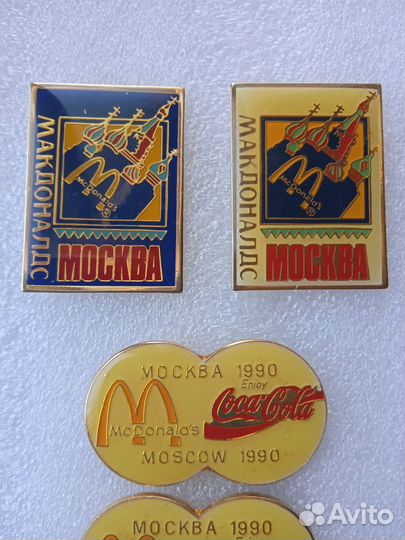 МАКДОНАЛДС
McDonald's
МОСКВА
МАКДОНАЛДС
McDonald's
МОСКВА
МОСКВА 1990
Enjoy
Coca-Cola
McDonald's
MOSCOW 1990
МОСКВА 1990
Avito